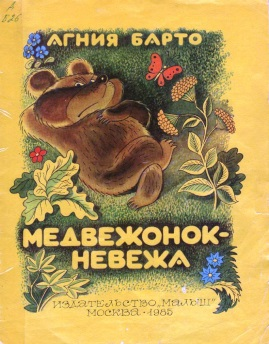 АГНИЯ БАРТО
МЕДВЕЖОНОК-
НЕВЕЖА
ИЗДАТЕЛЬСТВО „МАЛЫШ"
МОСКВА · 1985